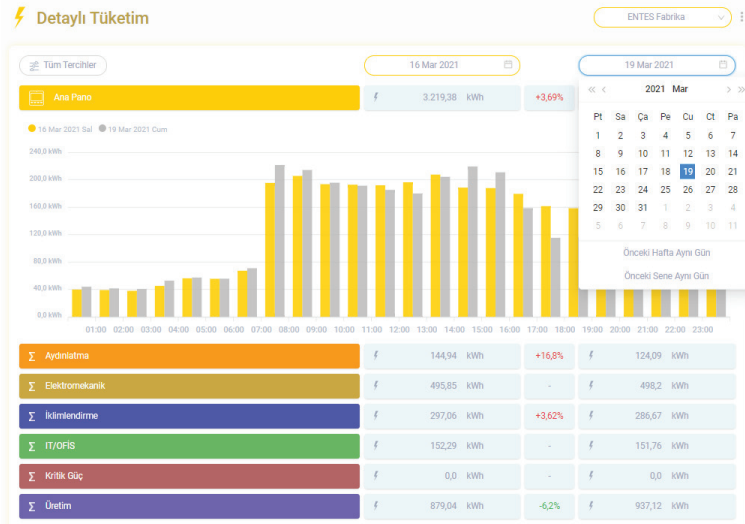 Detaylı Tüketim
ENTES Fabrika
Tüm Tercihler
16 Mar 2021
19 Mar 2021
Ana Pano
3.219,38 kWh
+3,69%
2021 Mar
Pt Sa Ça Pe Cu Ct Pa
1 2 3 4 5 6 7
8 9 10 11 12 13 14
15 16 17 18 19 20 21
22 23 24 25 26 27 28
29 30 31 1 2 3 4
5 6 7 8 9 10 11
Önceki Hafta Aynı Gün
Önceki Sene Aynı Gün
16 Mar 2021 Sal
19 Mar 2021 Cum
240,0 kWh
200,0 kWh
160,0 kWh
120,0 kWh
80,0 kWh
40,0 kWh
0,0 kWh
01:00 02:00 03:00 04:00 05:00 06:00 07:00 08:00 09:00 10:00 11:00 12:00 13:00 14:00 15:00 16:00 17:00 18:00 19:00 20:00 21:00 22:00 23:00
Σ Aydınlatma 144,94 kWh +16,8% 124,09 kWh
Σ Elektromekanik 495,85 kWh - 498,2 kWh
Σ İklimlendirme 297,06 kWh +3,62% 286,67 kWh
Σ IT/OFİS 152,29 kWh - 151,76 kWh
Σ Kritik Güç 0,0 kWh - 0,0 kWh
Σ Üretim 879,04 kWh -6,2% 937,12 kWh